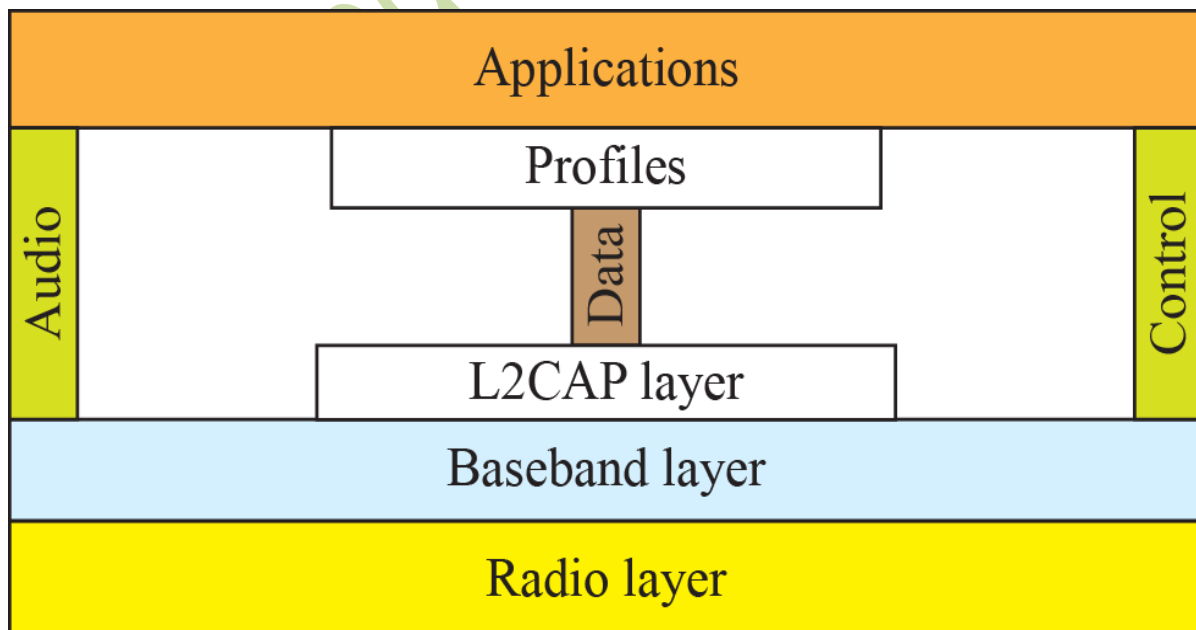 Applications
Profiles
Audio
Data
Control
L2CAP layer
Baseband layer
Radio layer